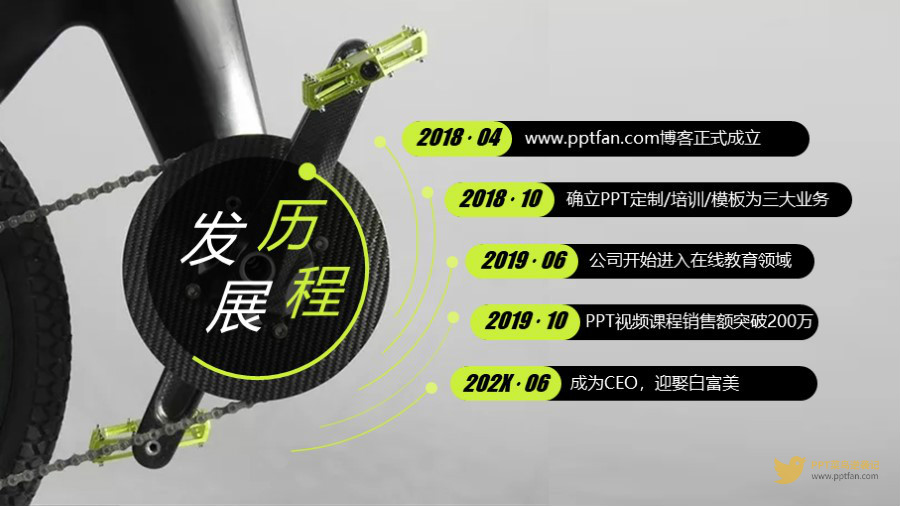 发展
历程
2018 · 04 www.pptfan.com博客正式成立
2018 · 10 确立PPT定制/培训/模板为三大业务
2019 · 06 公司开始进入在线教育领域
2019 · 10 PPT视频课程销售额突破200万
202X · 06 成为CEO，迎娶白富美
www.pptfan.com